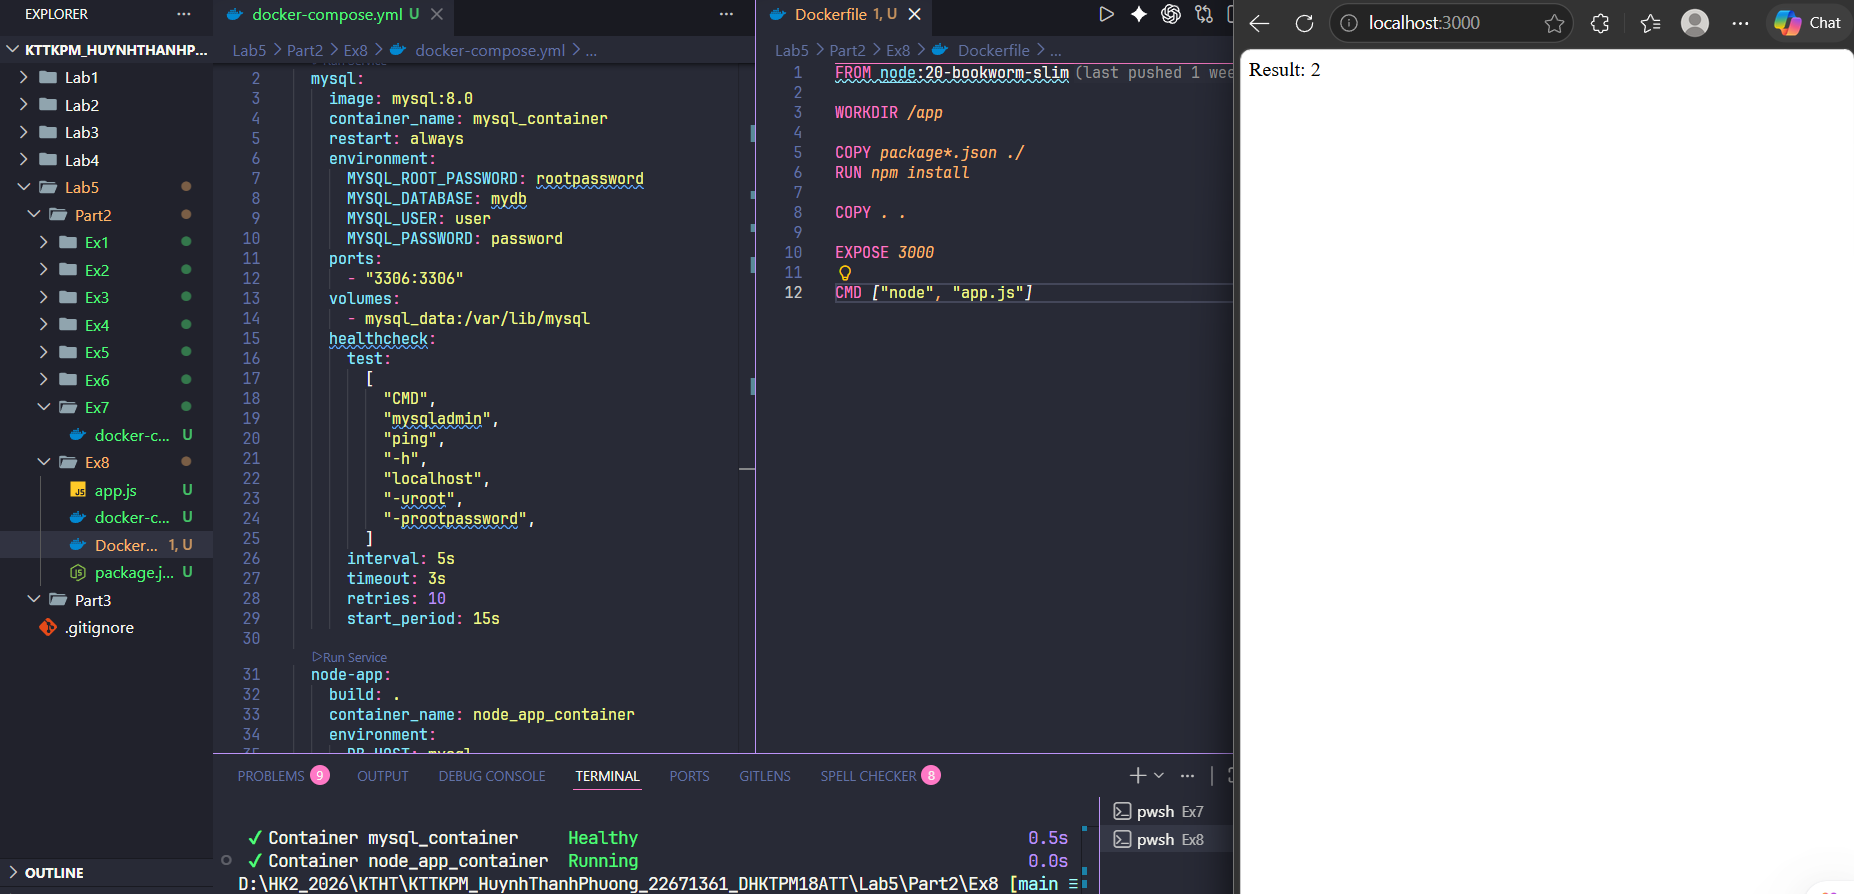 EXPLORER
KTTKPM_HUYNHTHANHP...
Lab1
Lab2
Lab3
Lab4
Lab5
Part2
Ex1
Ex2
Ex3
Ex4
Ex5
Ex6
Ex7
docker-c... U
Ex8
app.js U
docker-c... U
Docker... 1, U
package.j... U
Part3
.gitignore
OUTLINE
docker-compose.yml U
Lab5 > Part2 > Ex8 > docker-compose.yml > ...
2 mysql:
3 image: mysql:8.0
4 container_name: mysql_container
5 restart: always
6 environment:
7 MYSQL_ROOT_PASSWORD: rootpassword
8 MYSQL_DATABASE: mydb
9 MYSQL_USER: user
10 MYSQL_PASSWORD: password
11 ports:
12 - "3306:3306"
13 volumes:
14 - mysql_data:/var/lib/mysql
15 healthcheck:
16 test:
17 [
18 "CMD",
19 "mysqladmin",
20 "ping",
21 "-h",
22 "localhost",
23 "-uroot",
24 "-prootpassword",
25 ]
26 interval: 5s
27 timeout: 3s
28 retries: 10
29 start_period: 15s
30
Run Service
31 node-app:
32 build: .
33 container_name: node_app_container
34 environment:
35 DB_HOST: mysql
Dockerfile 1, U
Lab5 > Part2 > Ex8 > Dockerfile > ...
1 FROM node:20-bookworm-slim (last pushed 1 wee
2
3 WORKDIR /app
4
5 COPY package*.json ./
6 RUN npm install
7
8 COPY . .
9
10 EXPOSE 3000
11
12 CMD ["node", "app.js"]
PROBLEMS 9 OUTPUT DEBUG CONSOLE TERMINAL PORTS GITLENS SPELL CHECKER 8
✓ Container mysql_container Healthy 0.5s
✓ Container node_app_container Running 0.0s
D:\HK2_2026\KTHT\KTTKPM_HuynhThanhPhuong_22671361_DHKTPM18ATT\Lab5\Part2\Ex8 [main ≡
pwsh Ex7
pwsh Ex8
localhost:3000
Chat
Result: 2